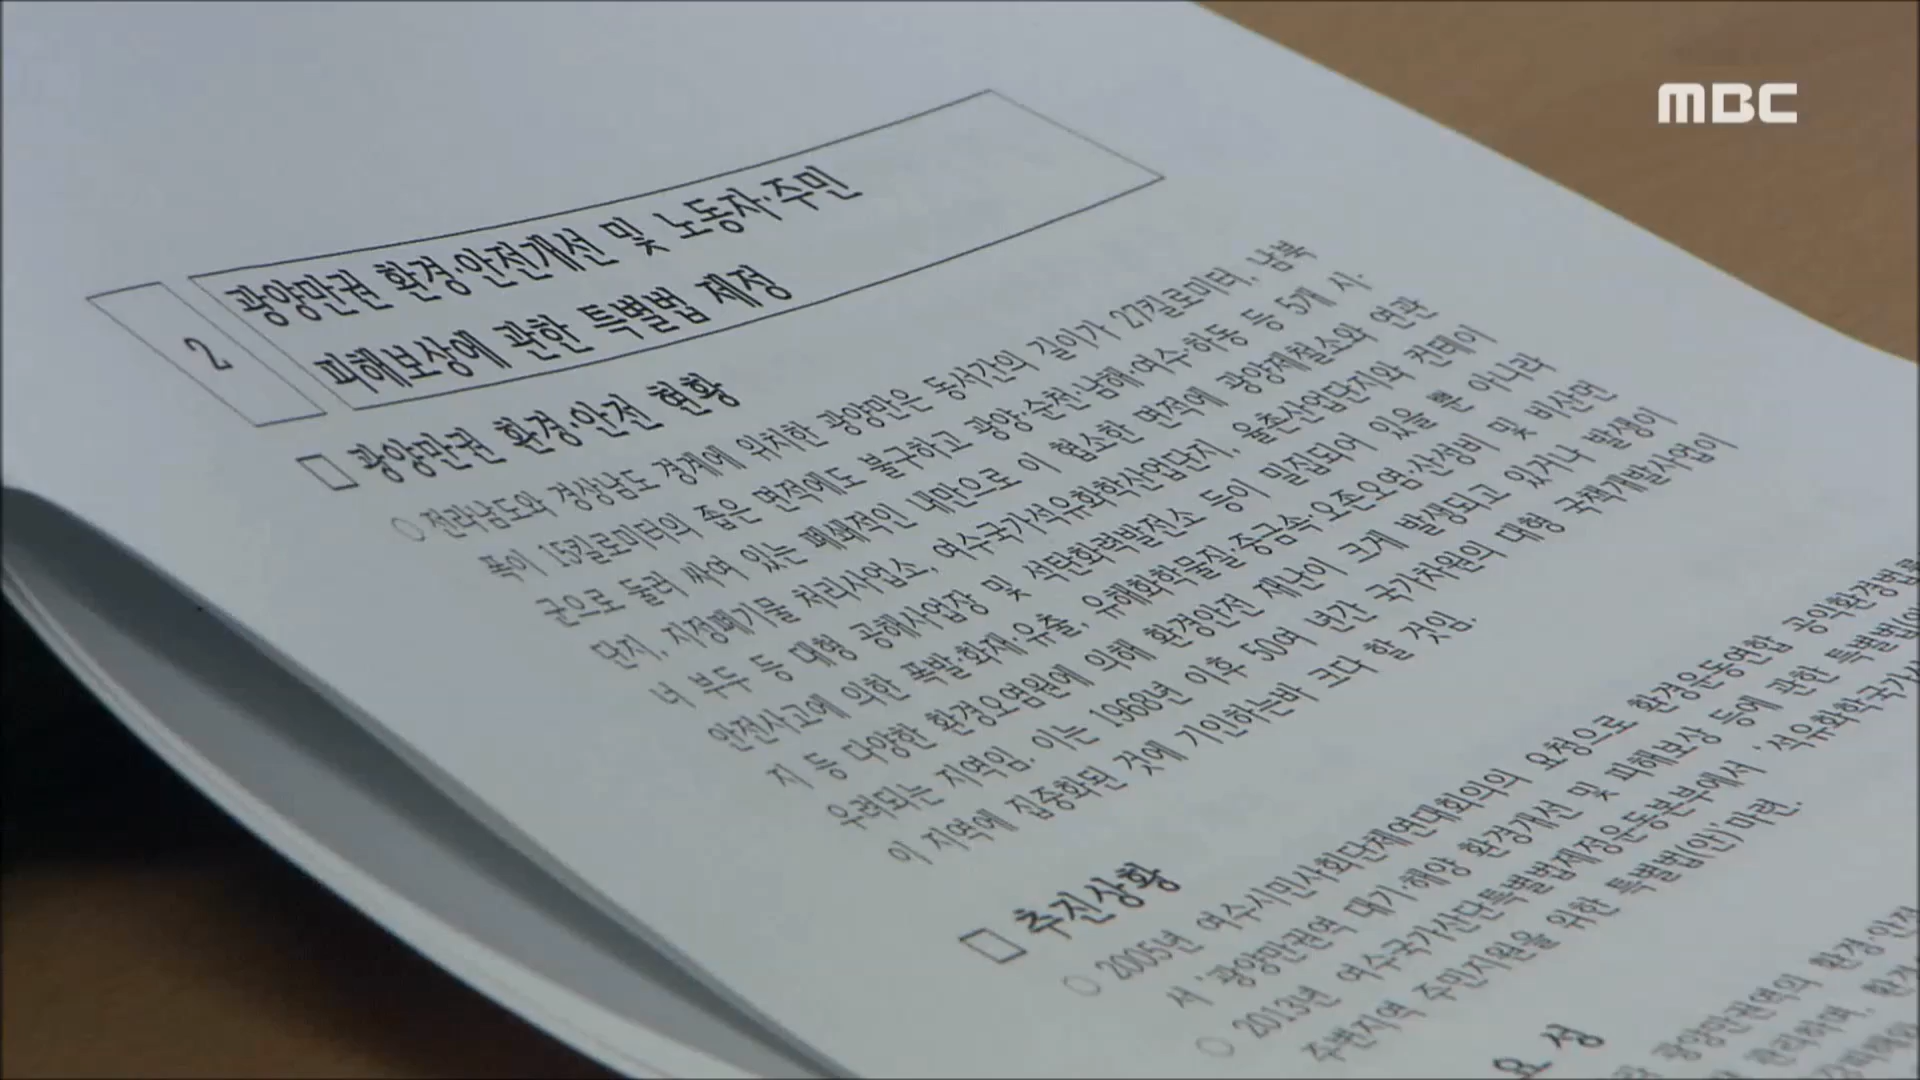 MBC
2
광양만권 환경·안전개선 및 노동자·주민
피해보상에 관한 특별법 제정
□ 광양만권 환경·안전 현황
○ 전라남도와 경상남도 경계에 위치한 광양만은 동서간의 길이가 27킬로미터, 남북
폭이 15킬로미터의 좁은 면적에도 불구하고 광양·순천·남해·여수·하동 등 5개 시·
군으로 둘러 싸여 있는 폐쇄적인 내만으로 이 협소한 면적에 광양제철소와 연관
단지, 지정폐기물 처리사업소, 여수국가석유화학산업단지, 율촌산업단지와 컨테이
너 부두 등 대형 공해사업장 및 석탄화력발전소 등이 밀집되어 있을 뿐 아니라
안전사고에 의한 폭발·화재·유출, 유해화학물질·중금속·오존오염·산성비 및 비산먼
지 등 다양한 환경오염원에 의해 환경안전 재난이 크게 발생되고 있거나 발생이
우려되는 지역임. 이는 1968년 이후 50여 년간 국가차원의 대형 국책개발사업이
이 지역에 집중화된 것에 기인하는바 크다 할 것임.
□ 추진상황
○ 2005년 여수시민사회단체연대회의의 요청으로 환경운동연합 공익환경법률
서 '광양만권역 대기·해양 환경개선 및 피해보상 등에 관한 특별법(안
○ 2013년 여수국가산단특별법제정운동본부에서 '석유화학국가산
주변지역 주민지원을 위한 특별법(안)'마련.
요 성
광양만권역의 환경·안전
관리하며, 환경